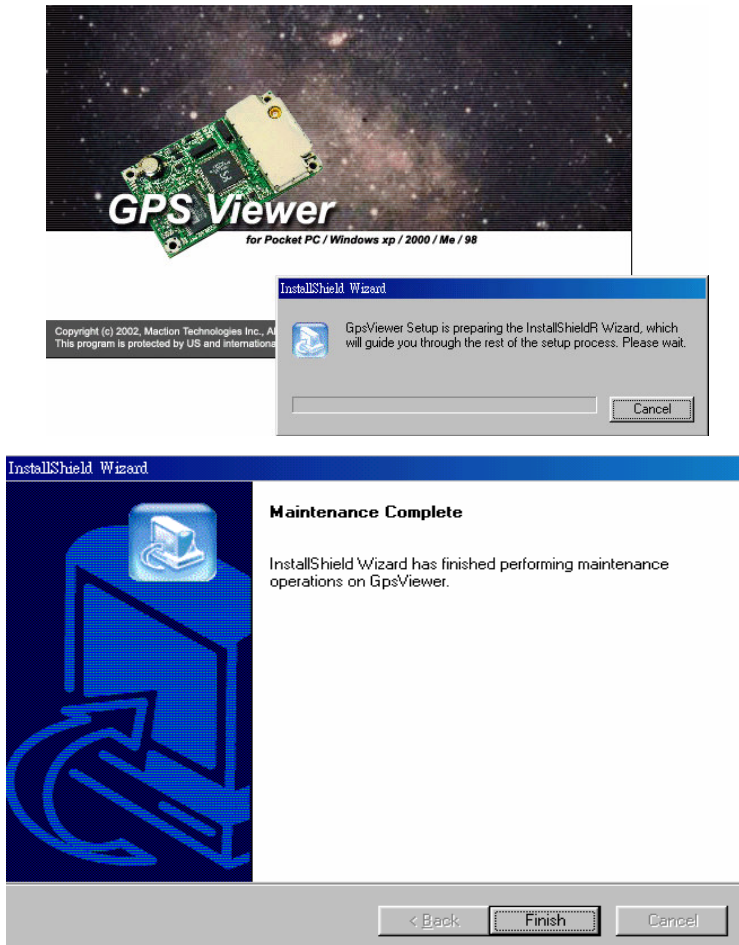 GPS Viewer
for Pocket PC / Windows xp / 2000 / Me / 98
Copyright (c) 2002, Maction Technologies Inc.,
This program is protected by US and
InstallShield Wizard
GpsViewer Setup is preparing the InstallShieldR Wizard, which
will guide you through the rest of the setup process. Please wait.
Cancel
InstallShield Wizard
Maintenance Complete
InstallShield Wizard has finished performing maintenance
operations on GpsViewer.
< Back
Finish
Cancel